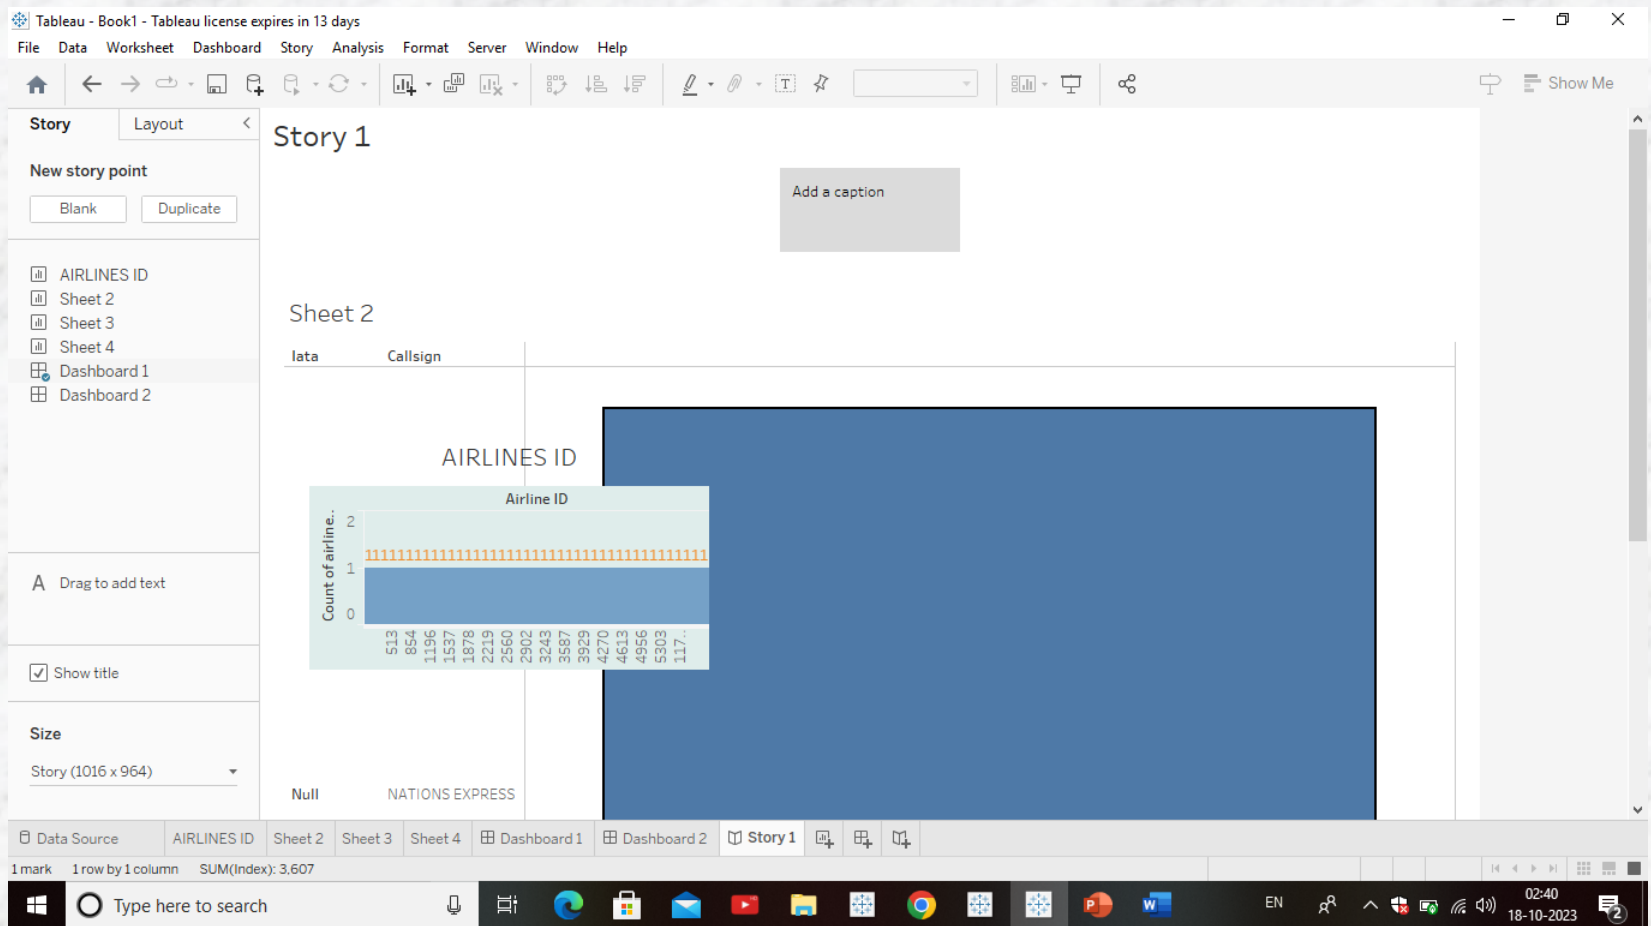 Tableau - Book1 - Tableau license expires in 13 days
File Data Worksheet Dashboard Story Analysis Format Server Window Help
Show Me
Story Layout
New story point
Blank Duplicate
AIRLINES ID
Sheet 2
Sheet 3
Sheet 4
Dashboard 1
Dashboard 2
A Drag to add text
Show title
Size
Story (1016 x 964)
Story 1
Add a caption
Sheet 2
Iata Callsign
AIRLINES ID
Airline ID
Count of airline..
2
1
0
1111111111111111111111111111111111111111111
513
854
1196
1537
1878
2219
2560
2902
3243
3587
3929
4270
4613
4956
5303
117..
Null NATIONS EXPRESS
Data Source AIRLINES ID Sheet 2 Sheet 3 Sheet 4 Dashboard 1 Dashboard 2 Story 1
1 mark 1 row by 1 column SUM(Index): 3,607
Type here to search
EN
02:40
18-10-2023
2